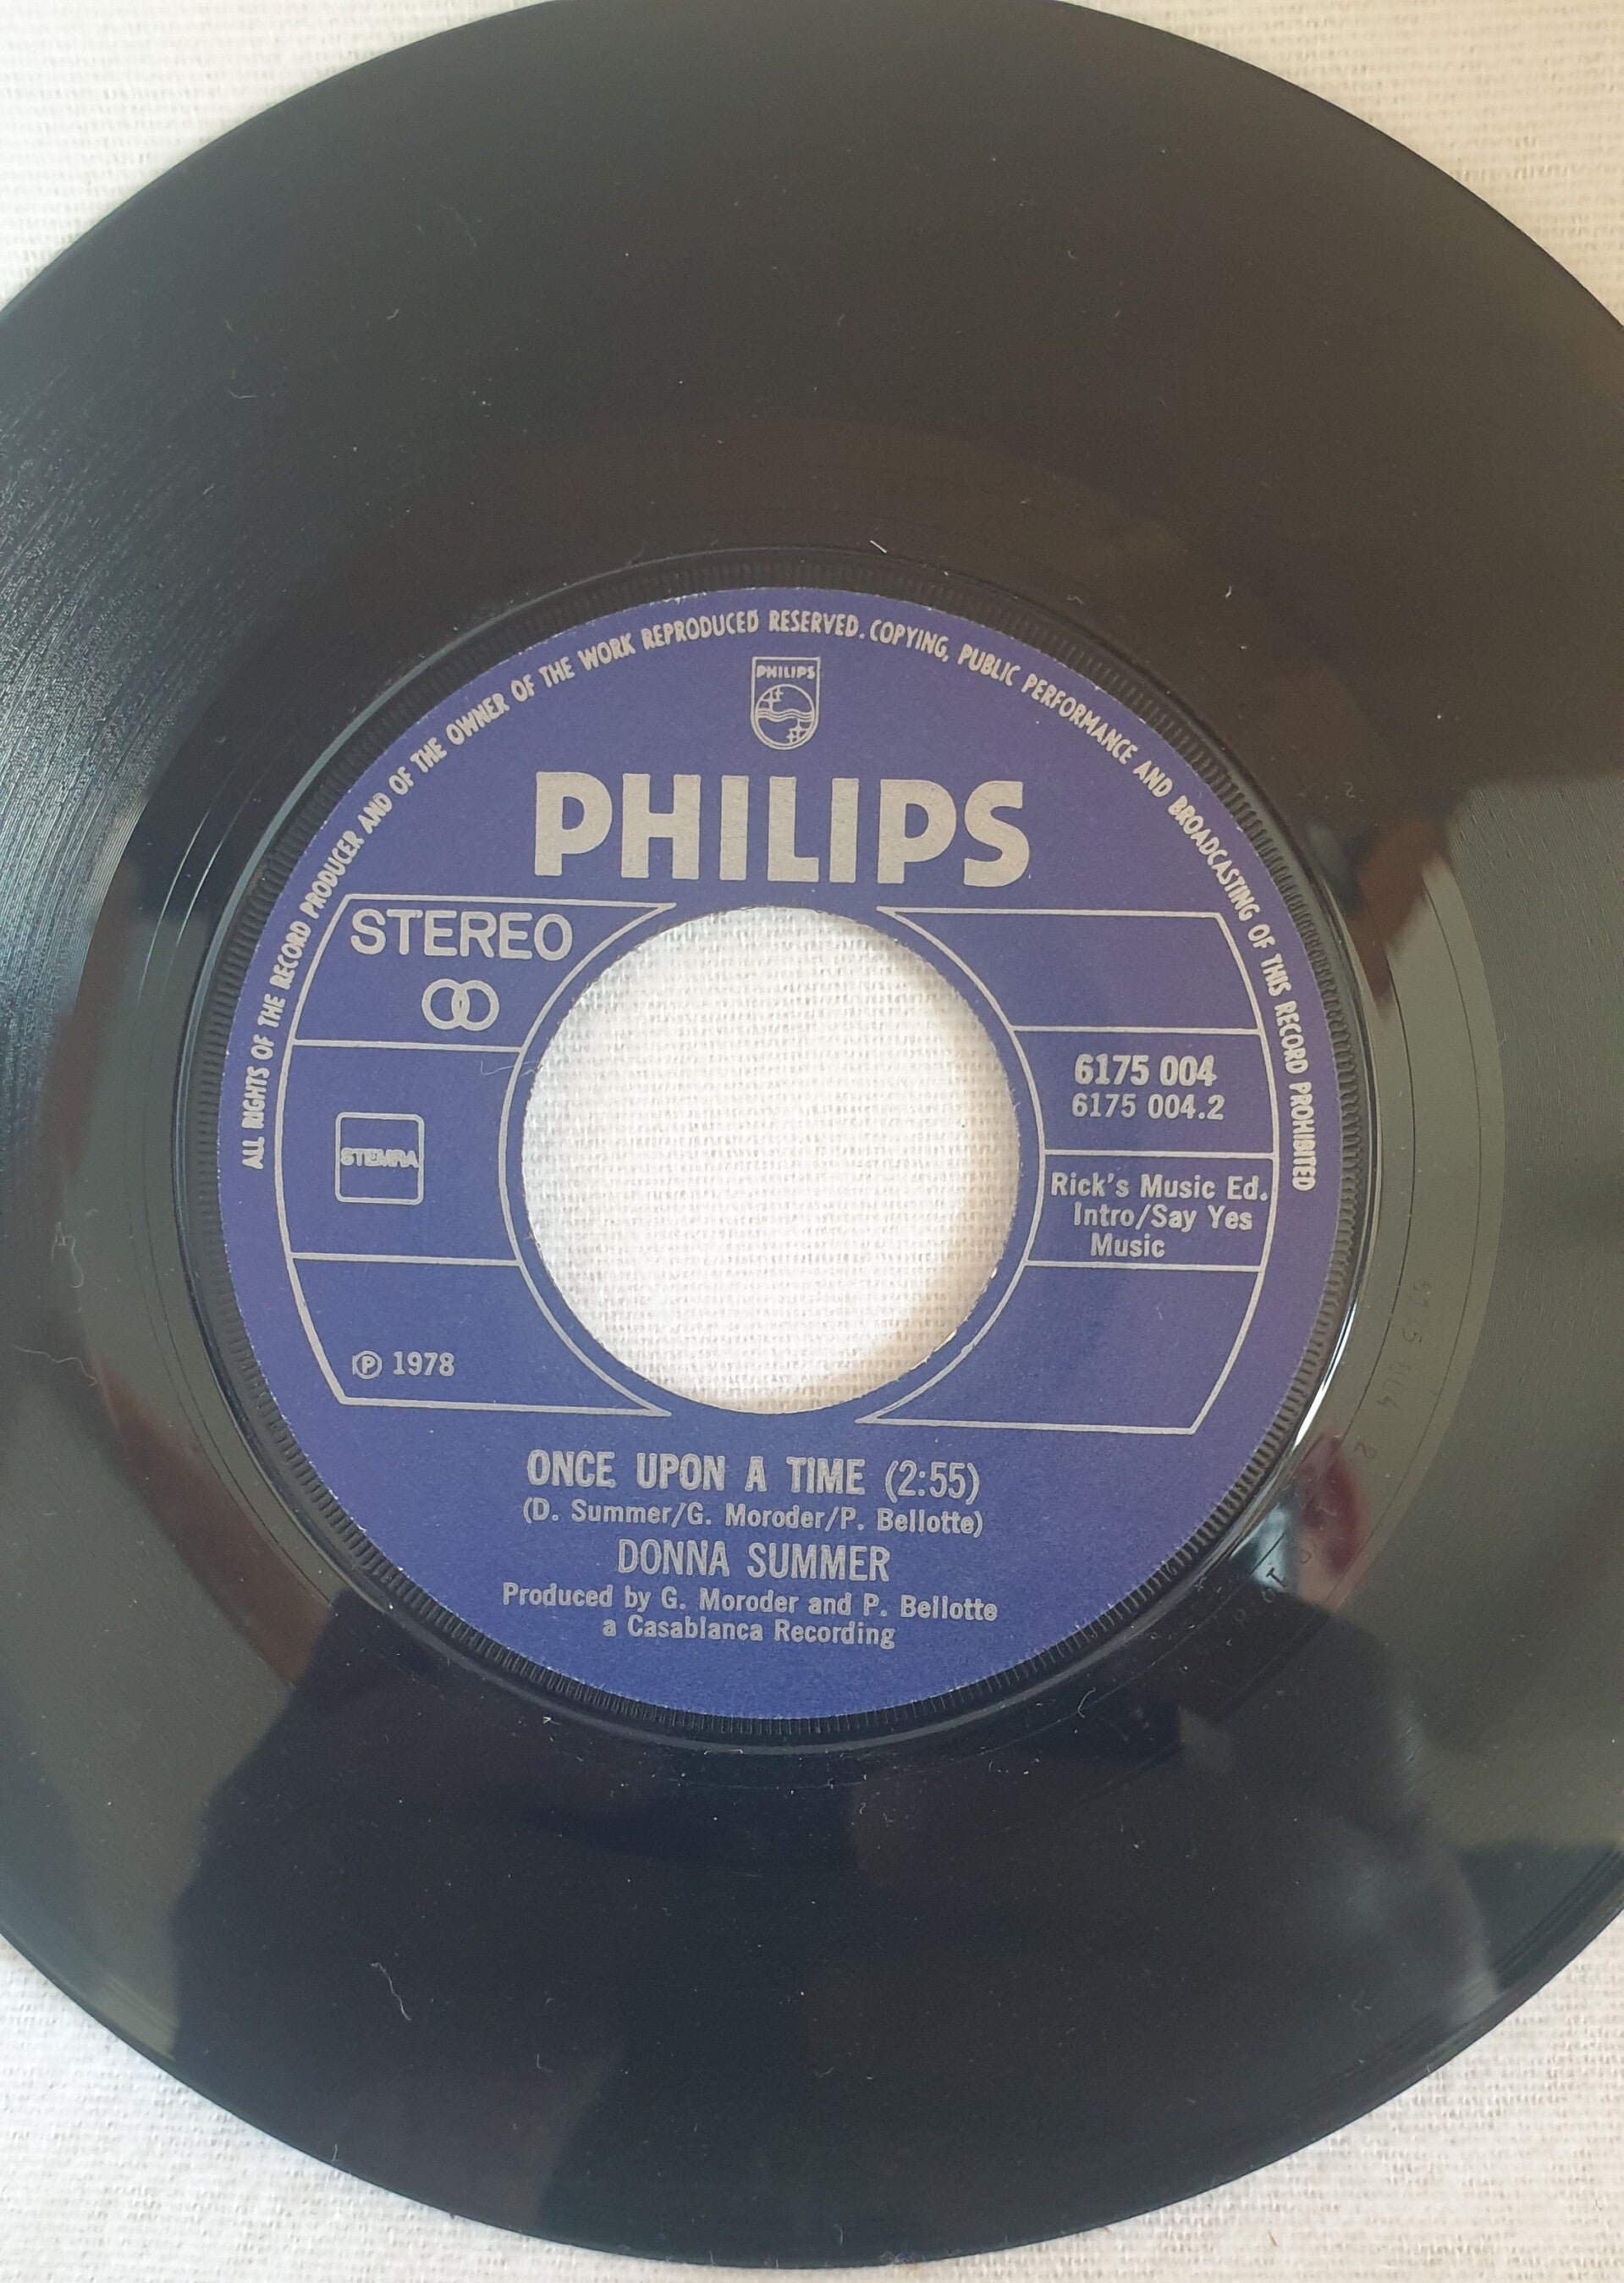 ALL RIGHTS OF THE RECORD PRODUCER AND OF THE OWNER OF THE WORK REPRODUCED RESERVED. COPYING, PUBLIC PERFORMANCE AND BROADCASTING OF THIS RECORD PROHIBITED
PHILIPS
PHILIPS
STEREO
6175 004
6175 004.2
STEMRA
Rick's Music Ed.
Intro/Say Yes
Music
℗ 1978
ONCE UPON A TIME (2:55)
(D. Summer/G. Moroder/P. Bellotte)
DONNA SUMMER
Produced by G. Moroder and P. Bellotte
a Casablanca Recording